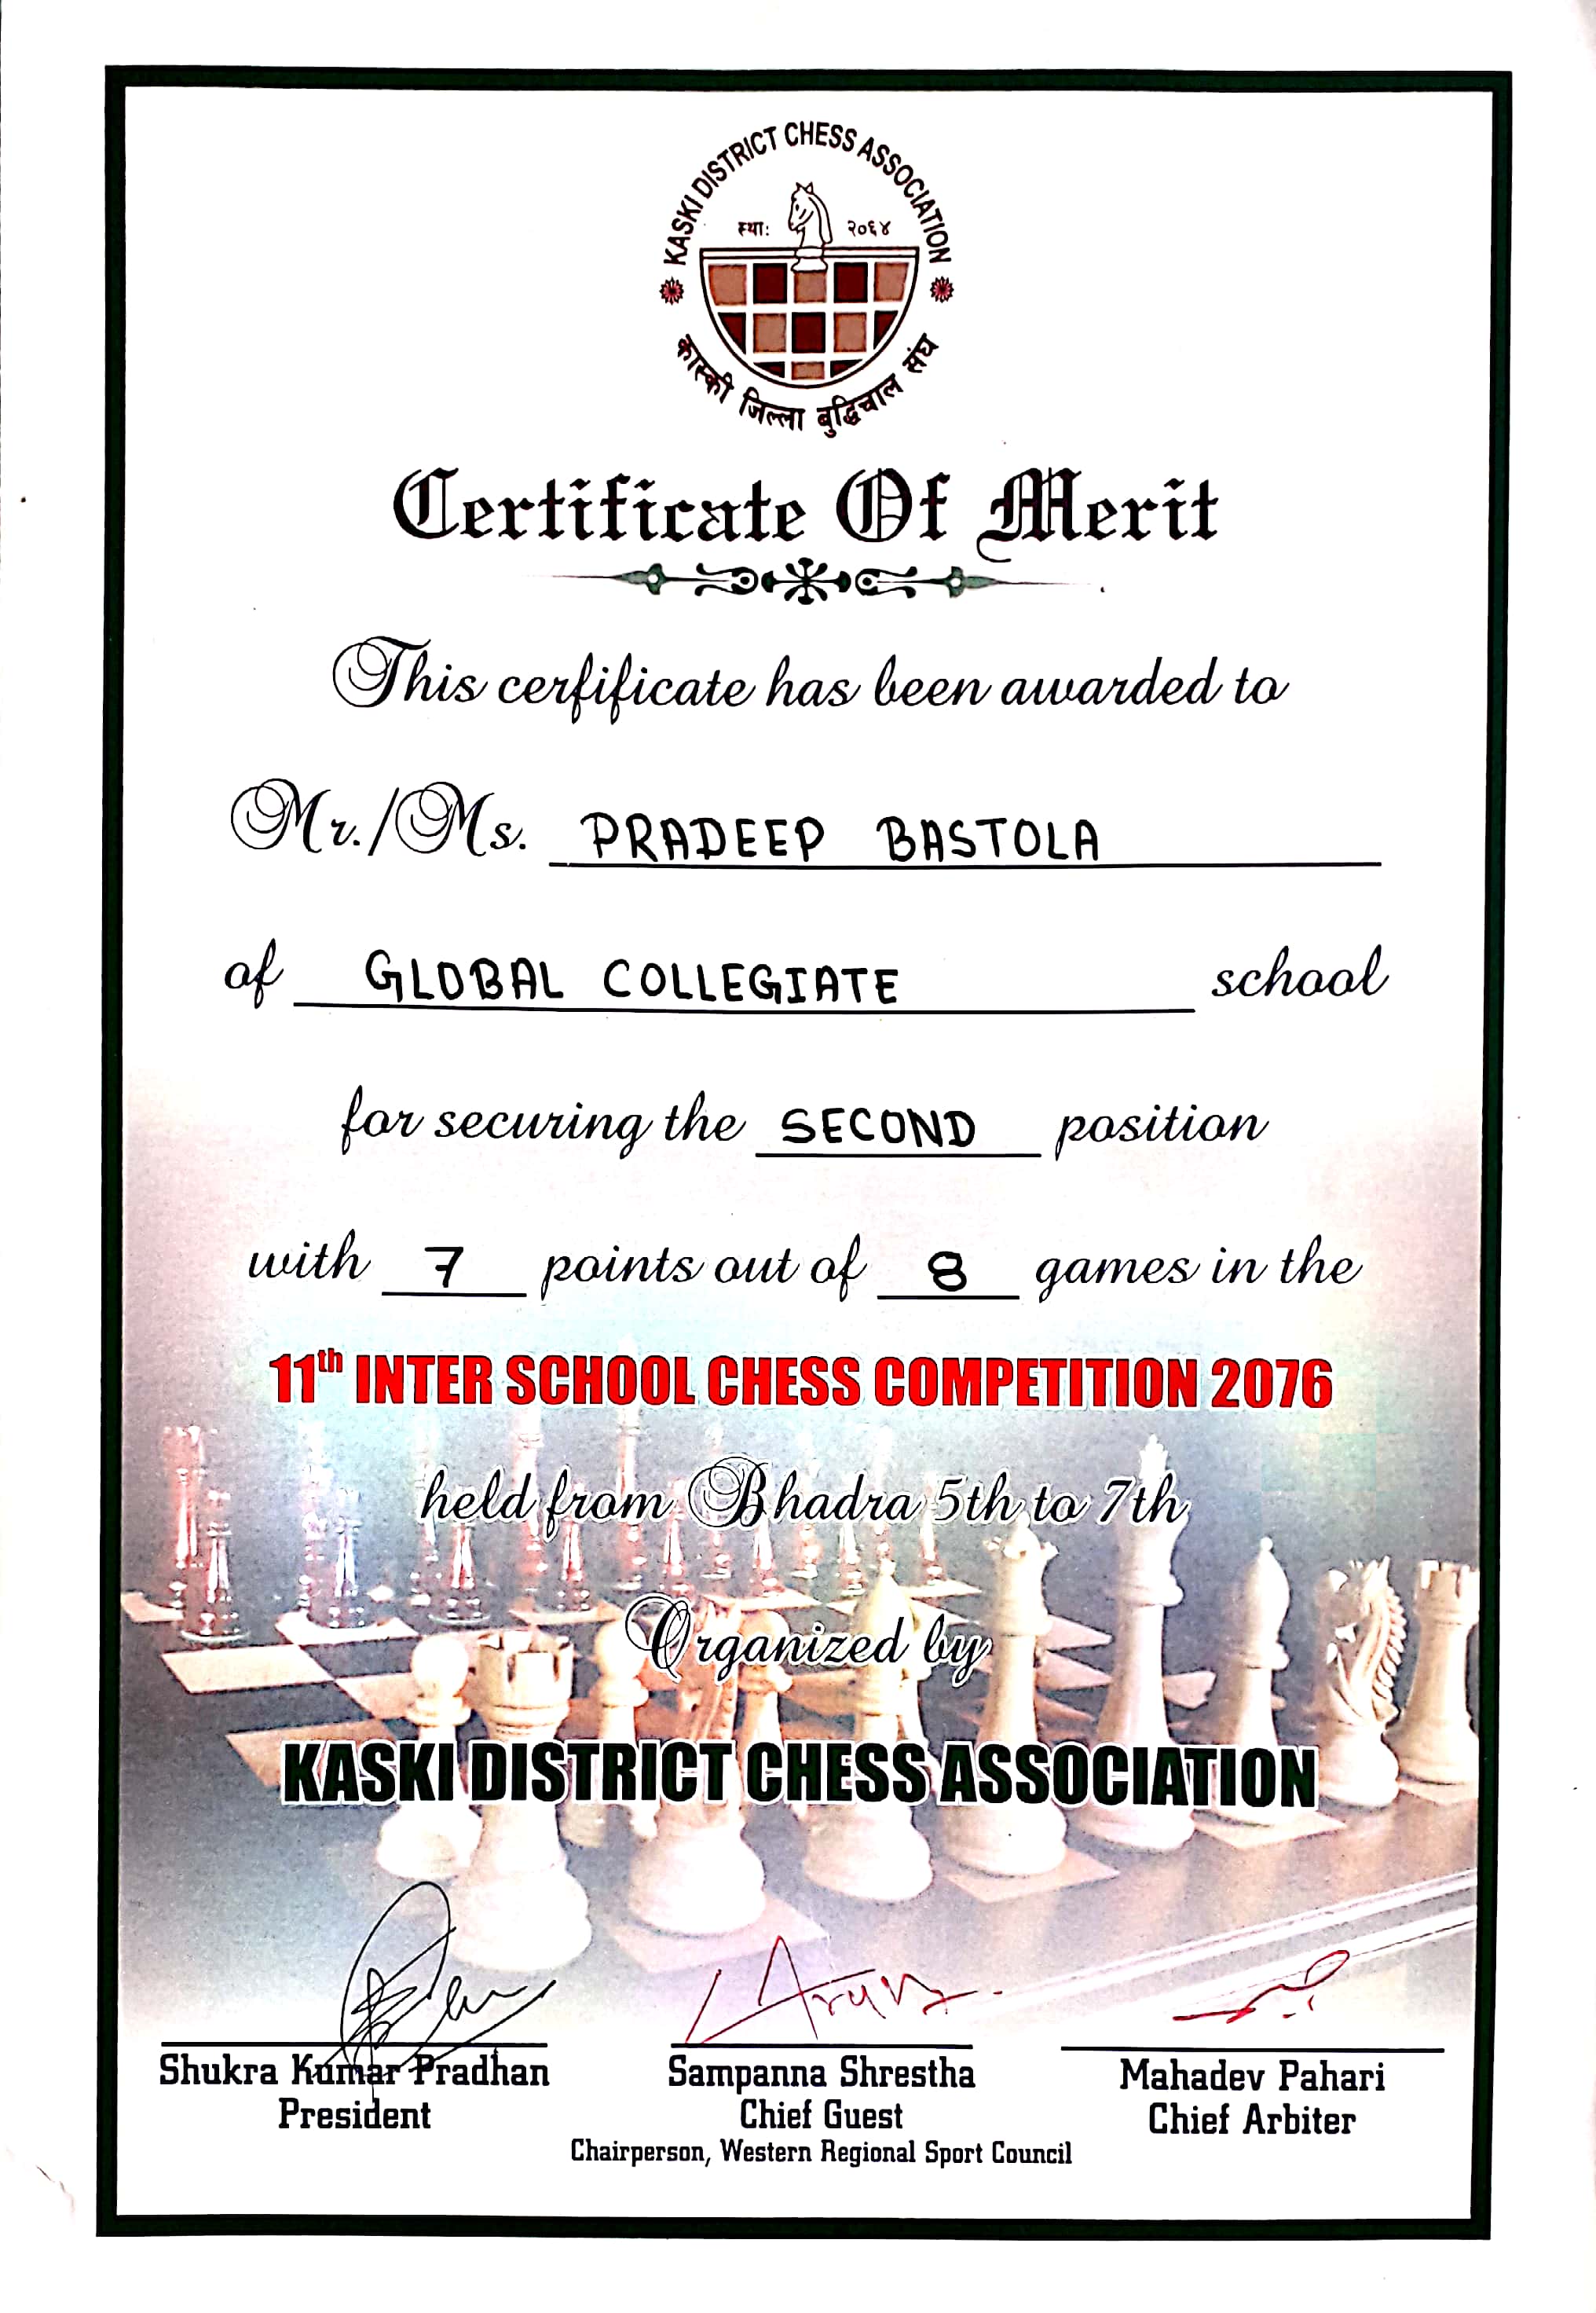 KASKI DISTRICT CHESS ASSOCIATION
स्था: २०६४
कास्की जिल्ला बुद्धिचाल संघ
Certificate Of Merit
This cerfificate has been awarded to
Mr./Ms. PRADEEP BASTOLA
of GLOBAL COLLEGIATE school
for securing the SECOND position
with 7 points out of 8 games in the
11th INTER SCHOOL CHESS COMPETITION 2076
held from Bhadra 5th to 7th
Organized by
KASKI DISTRICT CHESS ASSOCIATION
Shukra Kumar Pradhan
President
Sampanna Shrestha
Chief Guest
Chairperson, Western Regional Sport Council
Mahadev Pahari
Chief Arbiter